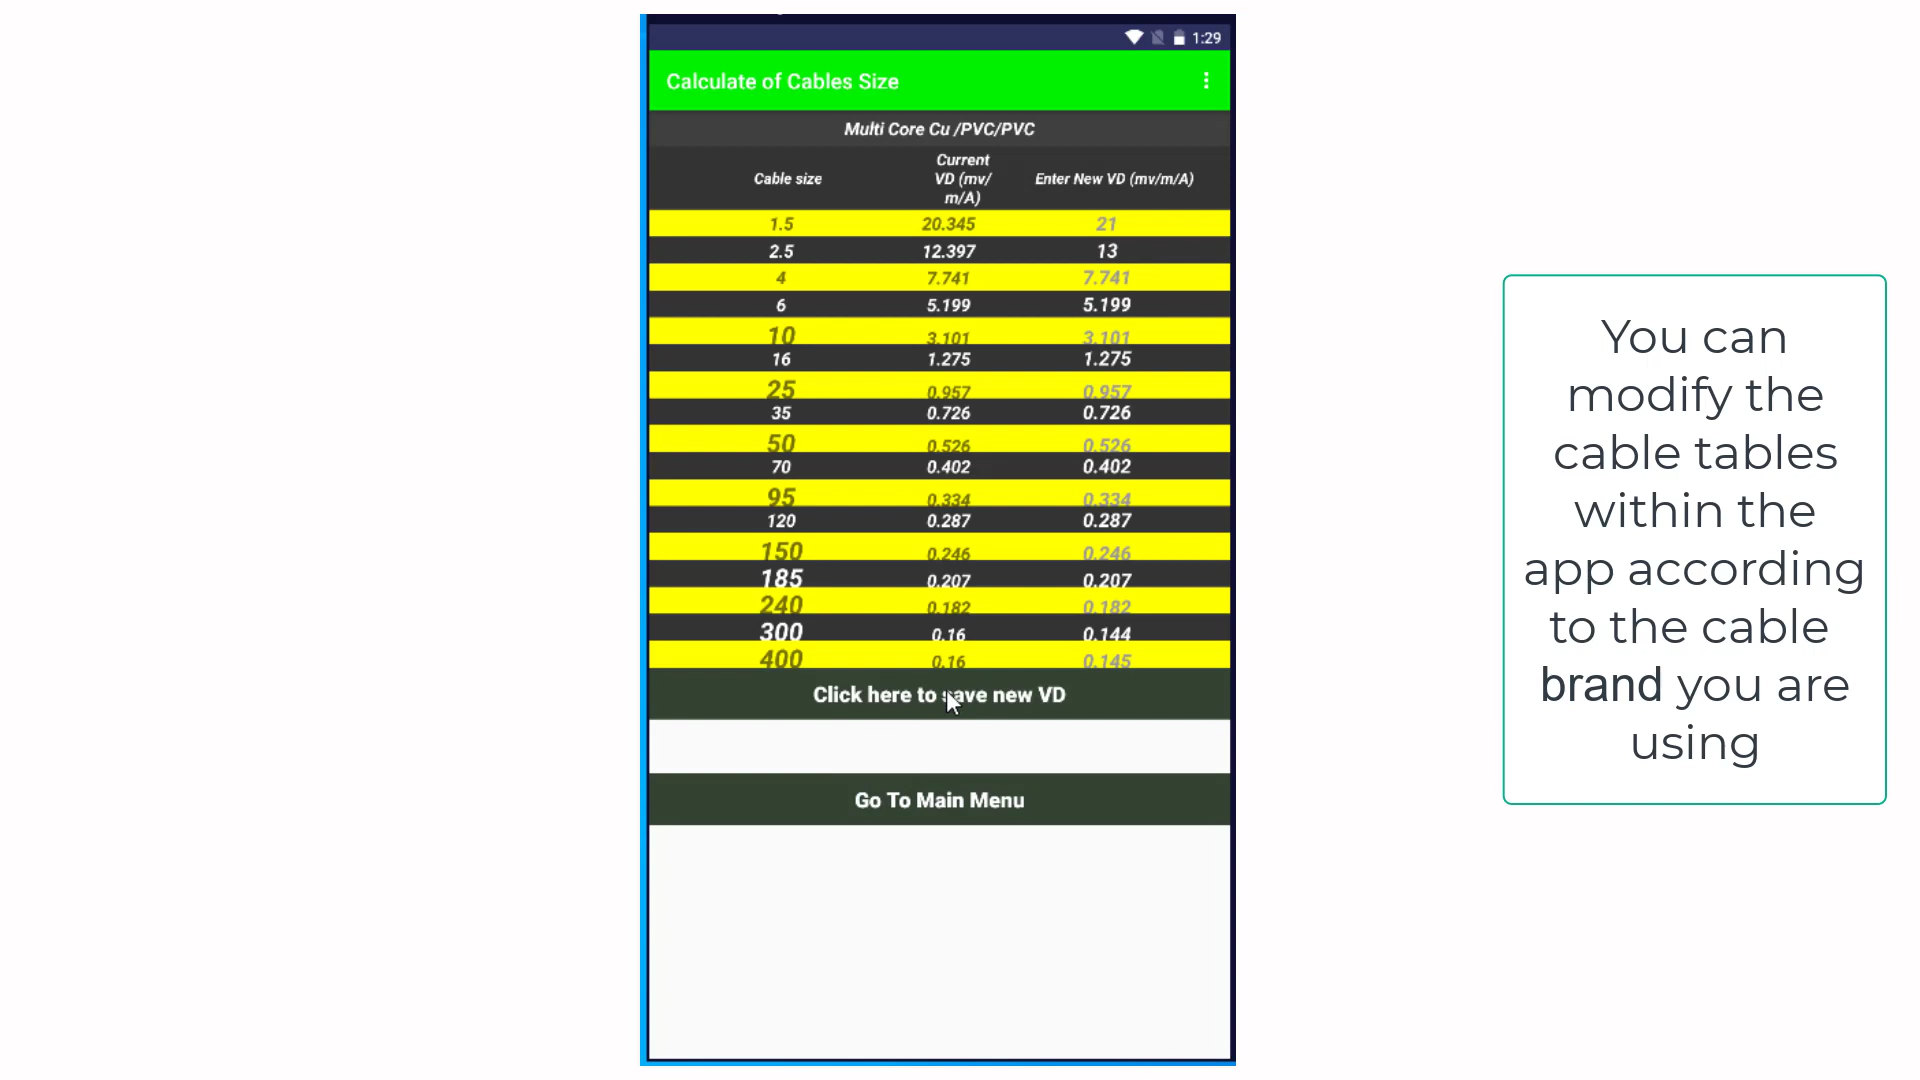 1:29
Calculate of Cables Size
Multi Core Cu /PVC/PVC
Cable size Current VD (mv/ m/A) Enter New VD (mv/m/A)
1.5 20.345 21
2.5 12.397 13
4 7.741 7.741
6 5.199 5.199
10 3.101 3.101
16 1.275 1.275
25 0.957 0.957
35 0.726 0.726
50 0.526 0.526
70 0.402 0.402
95 0.334 0.334
120 0.287 0.287
150 0.246 0.246
185 0.207 0.207
240 0.182 0.182
300 0.16 0.144
400 0.16 0.145
Click here to save new VD
Go To Main Menu
You can
modify the
cable tables
within the
app according
to the cable
brand you are
using